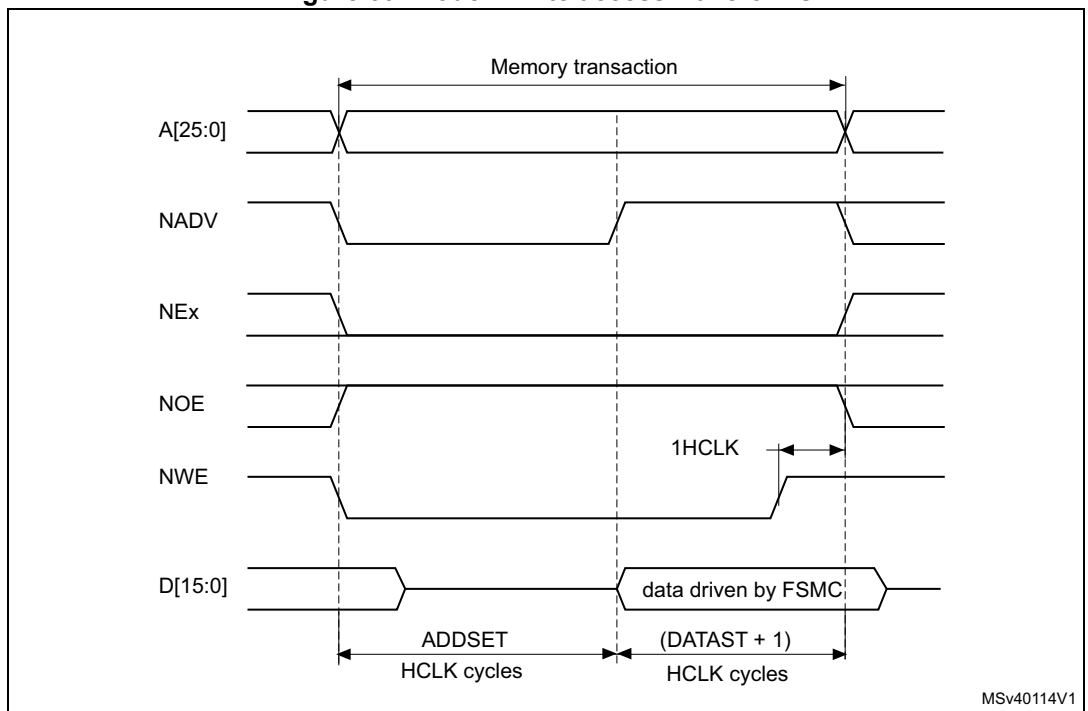 Memory transaction
A[25:0]
NADV
NEx
NOE
1HCLK
NWE
D[15:0]
data driven by FSMC
ADDSET
(DATAST + 1)
HCLK cycles
HCLK cycles
MSv40114V1